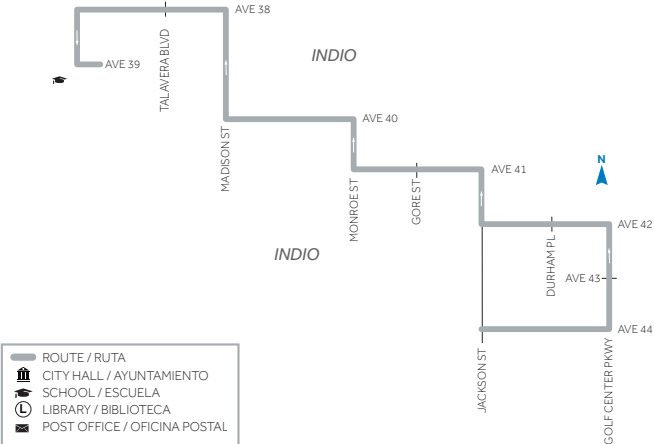 AVE 38
TALAVERA BLVD
INDIO
AVE 39
AVE 40
MADISON ST
N
AVE 41
MONROE ST
GORE ST
AVE 42
INDIO
DURHAM PL
AVE 43
AVE 44
JACKSON ST
GOLF CENTER PKWY
ROUTE / RUTA
CITY HALL / AYUNTAMIENTO
SCHOOL / ESCUELA
L LIBRARY / BIBLIOTECA
POST OFFICE / OFICINA POSTAL